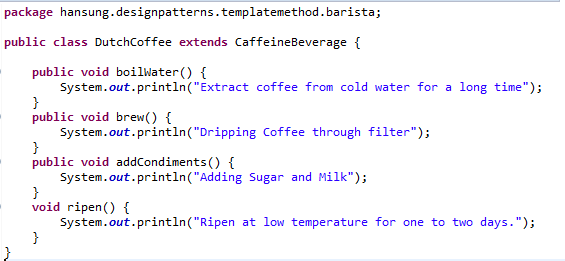 package hansung.designpatterns.templatemethod.barista;
public class DutchCoffee extends CaffeineBeverage {
public void boilWater() {
System.out.println("Extract coffee from cold water for a long time");
}
public void brew() {
System.out.println("Dripping Coffee through filter");
}
public void addCondiments() {
System.out.println("Adding Sugar and Milk");
}
void ripen() {
System.out.println("Ripen at low temperature for one to two days.");
}
}